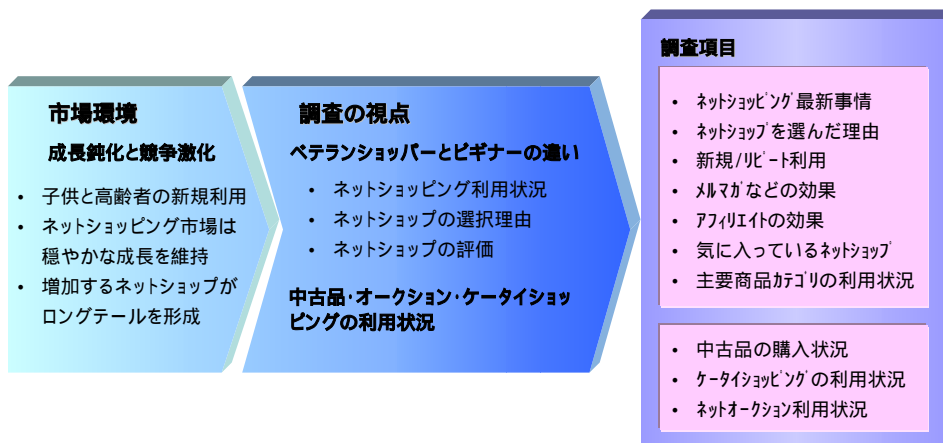 市場環境
成長鈍化と競争激化
• 子供と高齢者の新規利用
• ネットショッピング市場は
穏やかな成長を維持
• 増加するネットショップが
ロングテールを形成
調査の視点
ベテランショッパーとビギナーの違い
• ネットショッピング利用状況
• ネットショップの選択理由
• ネットショップの評価
中古品・オークション・ケータイショッ
ピングの利用状況
調査項目
• ネットショッピング最新事情
• ネットショップを選んだ理由
• 新規/リピート利用
• メルマガなどの効果
• アフィリエイトの効果
• 気に入っているネットショップ
• 主要商品カテゴリの利用状況
• 中古品の購入状況
• ケータイショッピングの利用状況
• ネットオークション利用状況